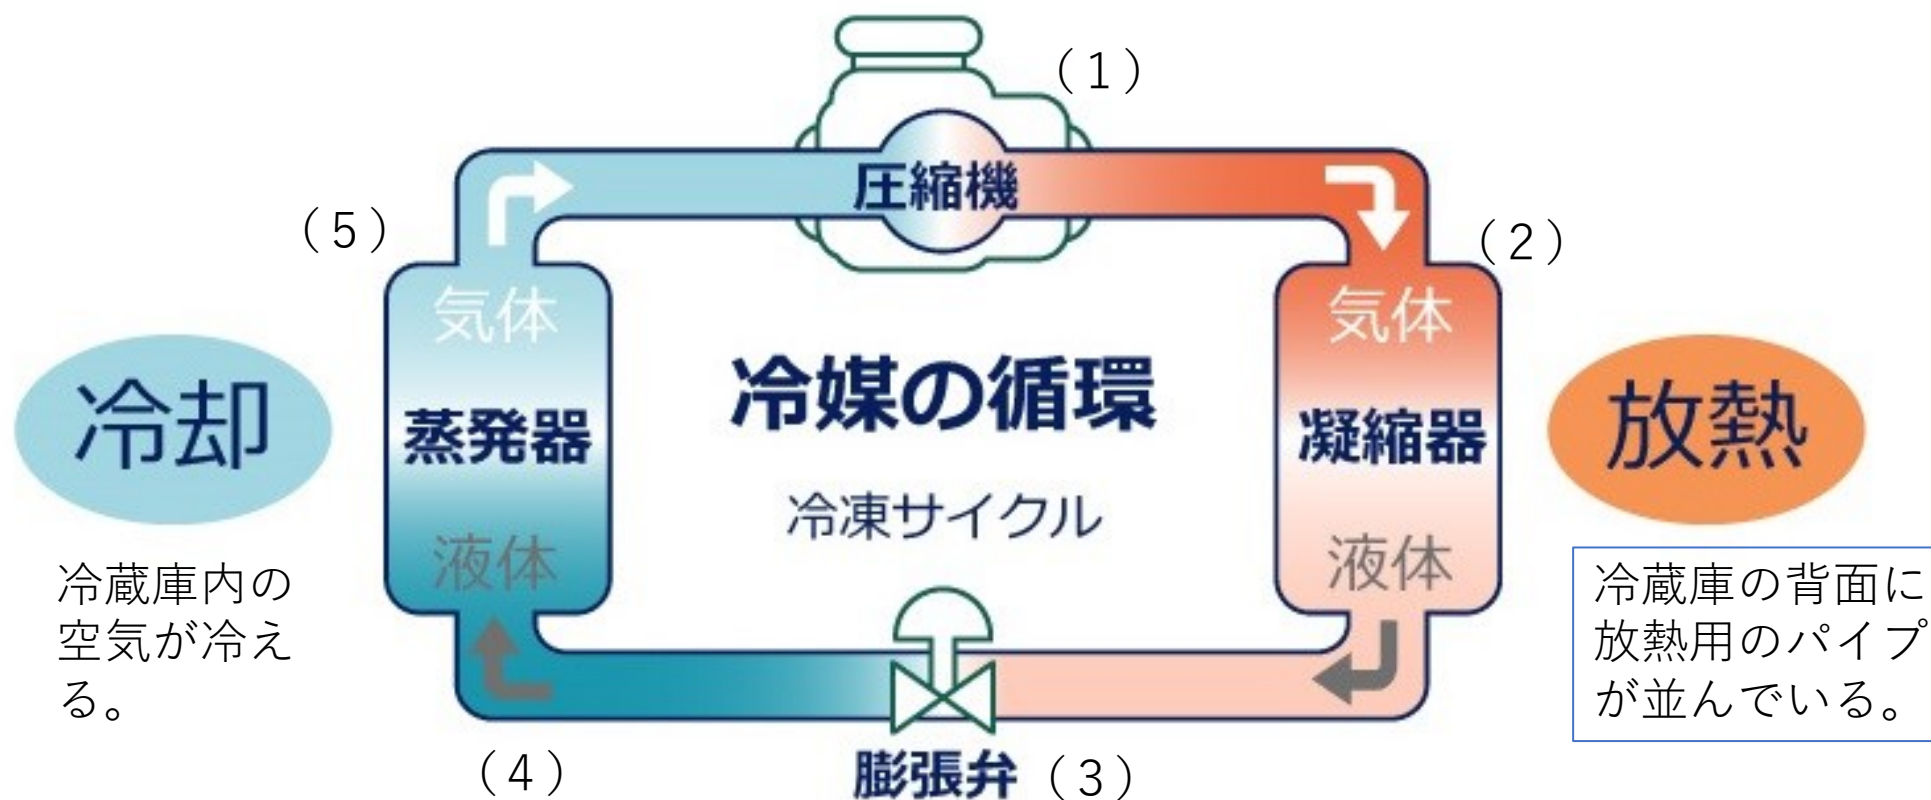 （1）
圧縮機
（5）
（2）
気体
気体
冷媒の循環
冷却
蒸発器
凝縮器
放熱
冷凍サイクル
液体
液体
冷蔵庫内の
空気が冷え
る。
冷蔵庫の背面に
放熱用のパイプ
が並んでいる。
（4）
膨張弁
（3）